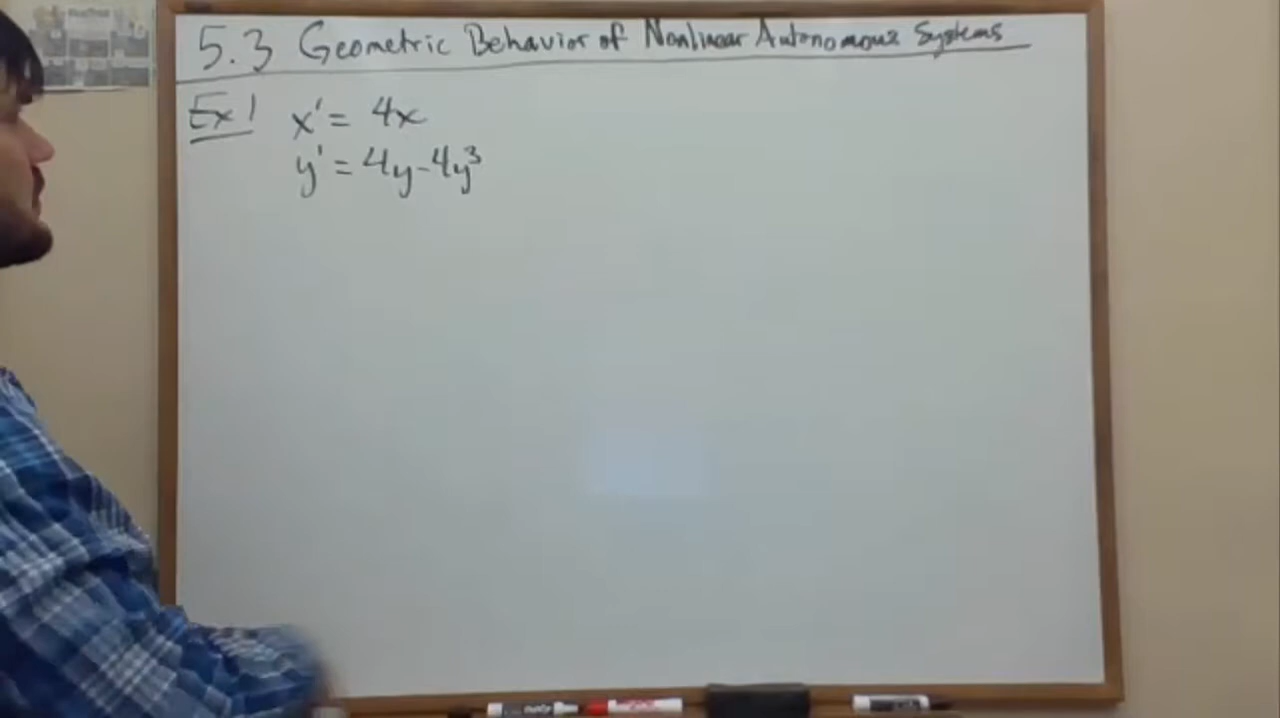 5.3 Geometric Behavior of Nonlinear Autonomous Systems
Ex 1 x' = 4x
y' = 4y-4y³